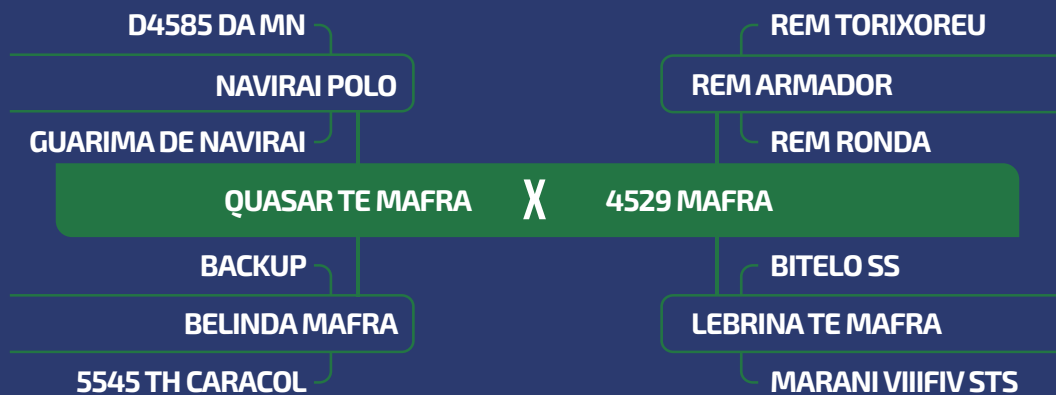 D4585 DA MN
REM TORIXOREU
NAVIRAI POLO
REM ARMADOR
GUARIMA DE NAVIRAI
REM RONDA
QUASAR TE MAFRA X 4529 MAFRA
BACKUP
BITELO SS
BELINDA MAFRA
LEBRINA TE MAFRA
5545 TH CARACOL
MARANI VIIIFIV STS